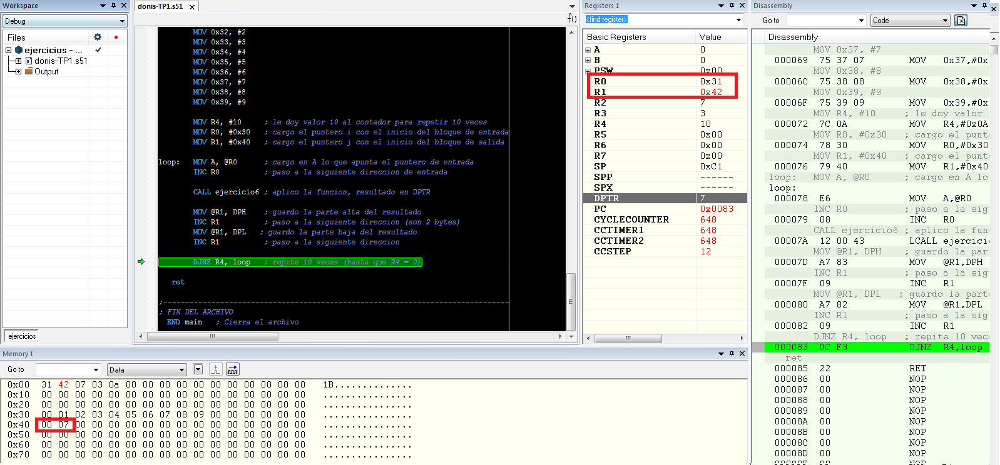 Workspace
Debug
Files
ejercicios - ...
donis-TP1.s51
Output
ejercicios
donis-TP1.s51
f()
MOV 0x32, #2
MOV 0x33, #3
MOV 0x34, #4
MOV 0x35, #5
MOV 0x36, #6
MOV 0x37, #7
MOV 0x38, #8
MOV 0x39, #9
MOV R4, #10 ; le doy valor 10 al contador para repetir 10 veces
MOV R0, #0x30 ; cargo el puntero i con el inicio del bloque de entrada
MOV R1, #0x40 ; cargo el puntero j con el inicio del bloque de salida
loop: MOV A, @R0 ; cargo en A lo que apunta el puntero de entrada
INC R0 ; paso a la siguiente direccion de entrada
CALL ejercicio6 ; aplico la funcion, resultado en DPTR
MOV @R1, DPH ; guardo la parte alta del resultado
INC R1 ; paso a la siguiente direccion (son 2 bytes)
MOV @R1, DPL ; guardo la parte baja del resultado
INC R1 ; paso a la siguiente direccion
DJNZ R4, loop ; repite 10 veces (hasta que R4 = 0)
ret
;--------------------------------------------------------------------------------
; FIN DEL ARCHIVO
END main ; Cierra el archivo
Registers 1
<find register>
Basic Registers Value
A 0
B 0
PSW 0x00
R0 0x31
R1 0x42
R2 7
R3 3
R4 10
R5 0x00
R6 0x00
R7 0x00
SP 0xC1
SPP ------
SPX ------
DPTR 7
PC 0x0083
CYCLECOUNTER 648
CCTIMER1 648
CCTIMER2 648
CCSTEP 12
Disassembly
Go to Code
Disassembly
MOV 0x37, #7
000069 75 37 07 MOV 0x37,#0x
MOV 0x38, #8
00006C 75 38 08 MOV 0x38,#0x
MOV 0x39, #9
00006F 75 39 09 MOV 0x39,#0x
MOV R4, #10 ; le doy valor
000072 7C 0A MOV R4,#0x0A
MOV R0, #0x30 ; cargo el punt
000074 78 30 MOV R0,#0x30
MOV R1, #0x40 ; cargo el punt
000076 79 40 MOV R1,#0x40
loop: MOV A, @R0 ; cargo en A lo
loop:
000078 E6 MOV A,@R0
INC R0 ; paso a la sig
000079 08 INC R0
CALL ejercicio6 ; aplico la fun
00007A 12 00 43 LCALL ejercici
MOV @R1, DPH ; guardo la par
00007D A7 83 MOV @R1,DPH
INC R1 ; paso a la sig
00007F 09 INC R1
MOV @R1, DPL ; guardo la part
000080 A7 82 MOV @R1,DPL
INC R1 ; paso a la sig
000082 09 INC R1
DJNZ R4, loop ; repite 10 vec
000083 DC F3 DJNZ R4,loop
ret
000085 22 RET
000086 00 NOP
000087 00 NOP
000088 00 NOP
000089 00 NOP
00008A 00 NOP
00008B 00 NOP
00008C 00 NOP
00008D 00 NOP
00008E 00 NOP
Memory 1
Go to Data
0x00 31 42 07 03 0a 00 00 00 00 00 00 00 00 00 00 00 1B..............
0x10 00 00 00 00 00 00 00 00 00 00 00 00 00 00 00 00 ................
0x20 00 00 00 00 00 00 00 00 00 00 00 00 00 00 00 00 ................
0x30 00 01 02 03 04 05 06 07 08 09 00 00 00 00 00 00 ................
0x40 00 07 00 00 00 00 00 00 00 00 00 00 00 00 00 00 ................
0x50 00 00 00 00 00 00 00 00 00 00 00 00 00 00 00 00 ................
0x60 00 00 00 00 00 00 00 00 00 00 00 00 00 00 00 00 ................
0x70 00 00 00 00 00 00 00 00 00 00 00 00 00 00 00 00 ................